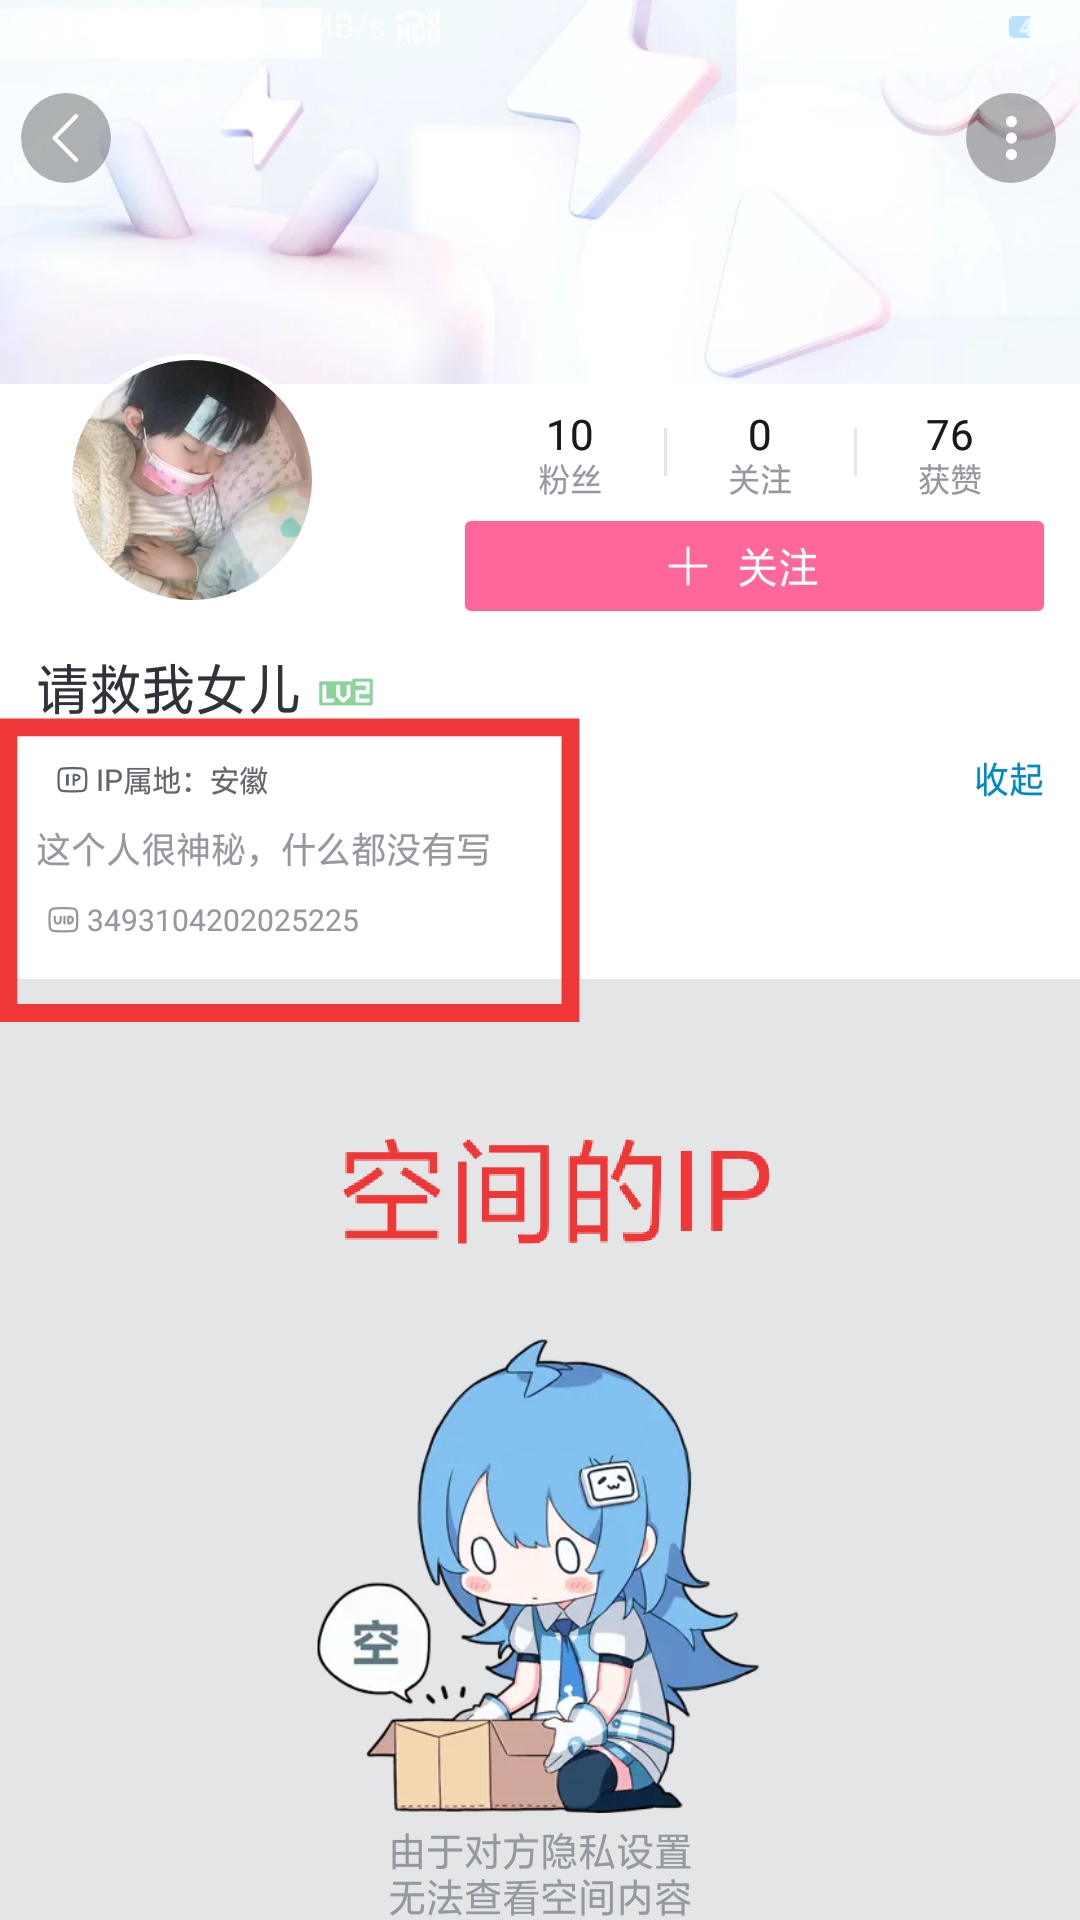 MB/s HD
4
10 0 76
粉丝 关注 获赞
关注
请救我女儿 LV2
IP IP属地：安徽
收起
这个人很神秘，什么都没有写
UID 3493104202025225
空间的IP
空
由于对方隐私设置
无法查看空间内容